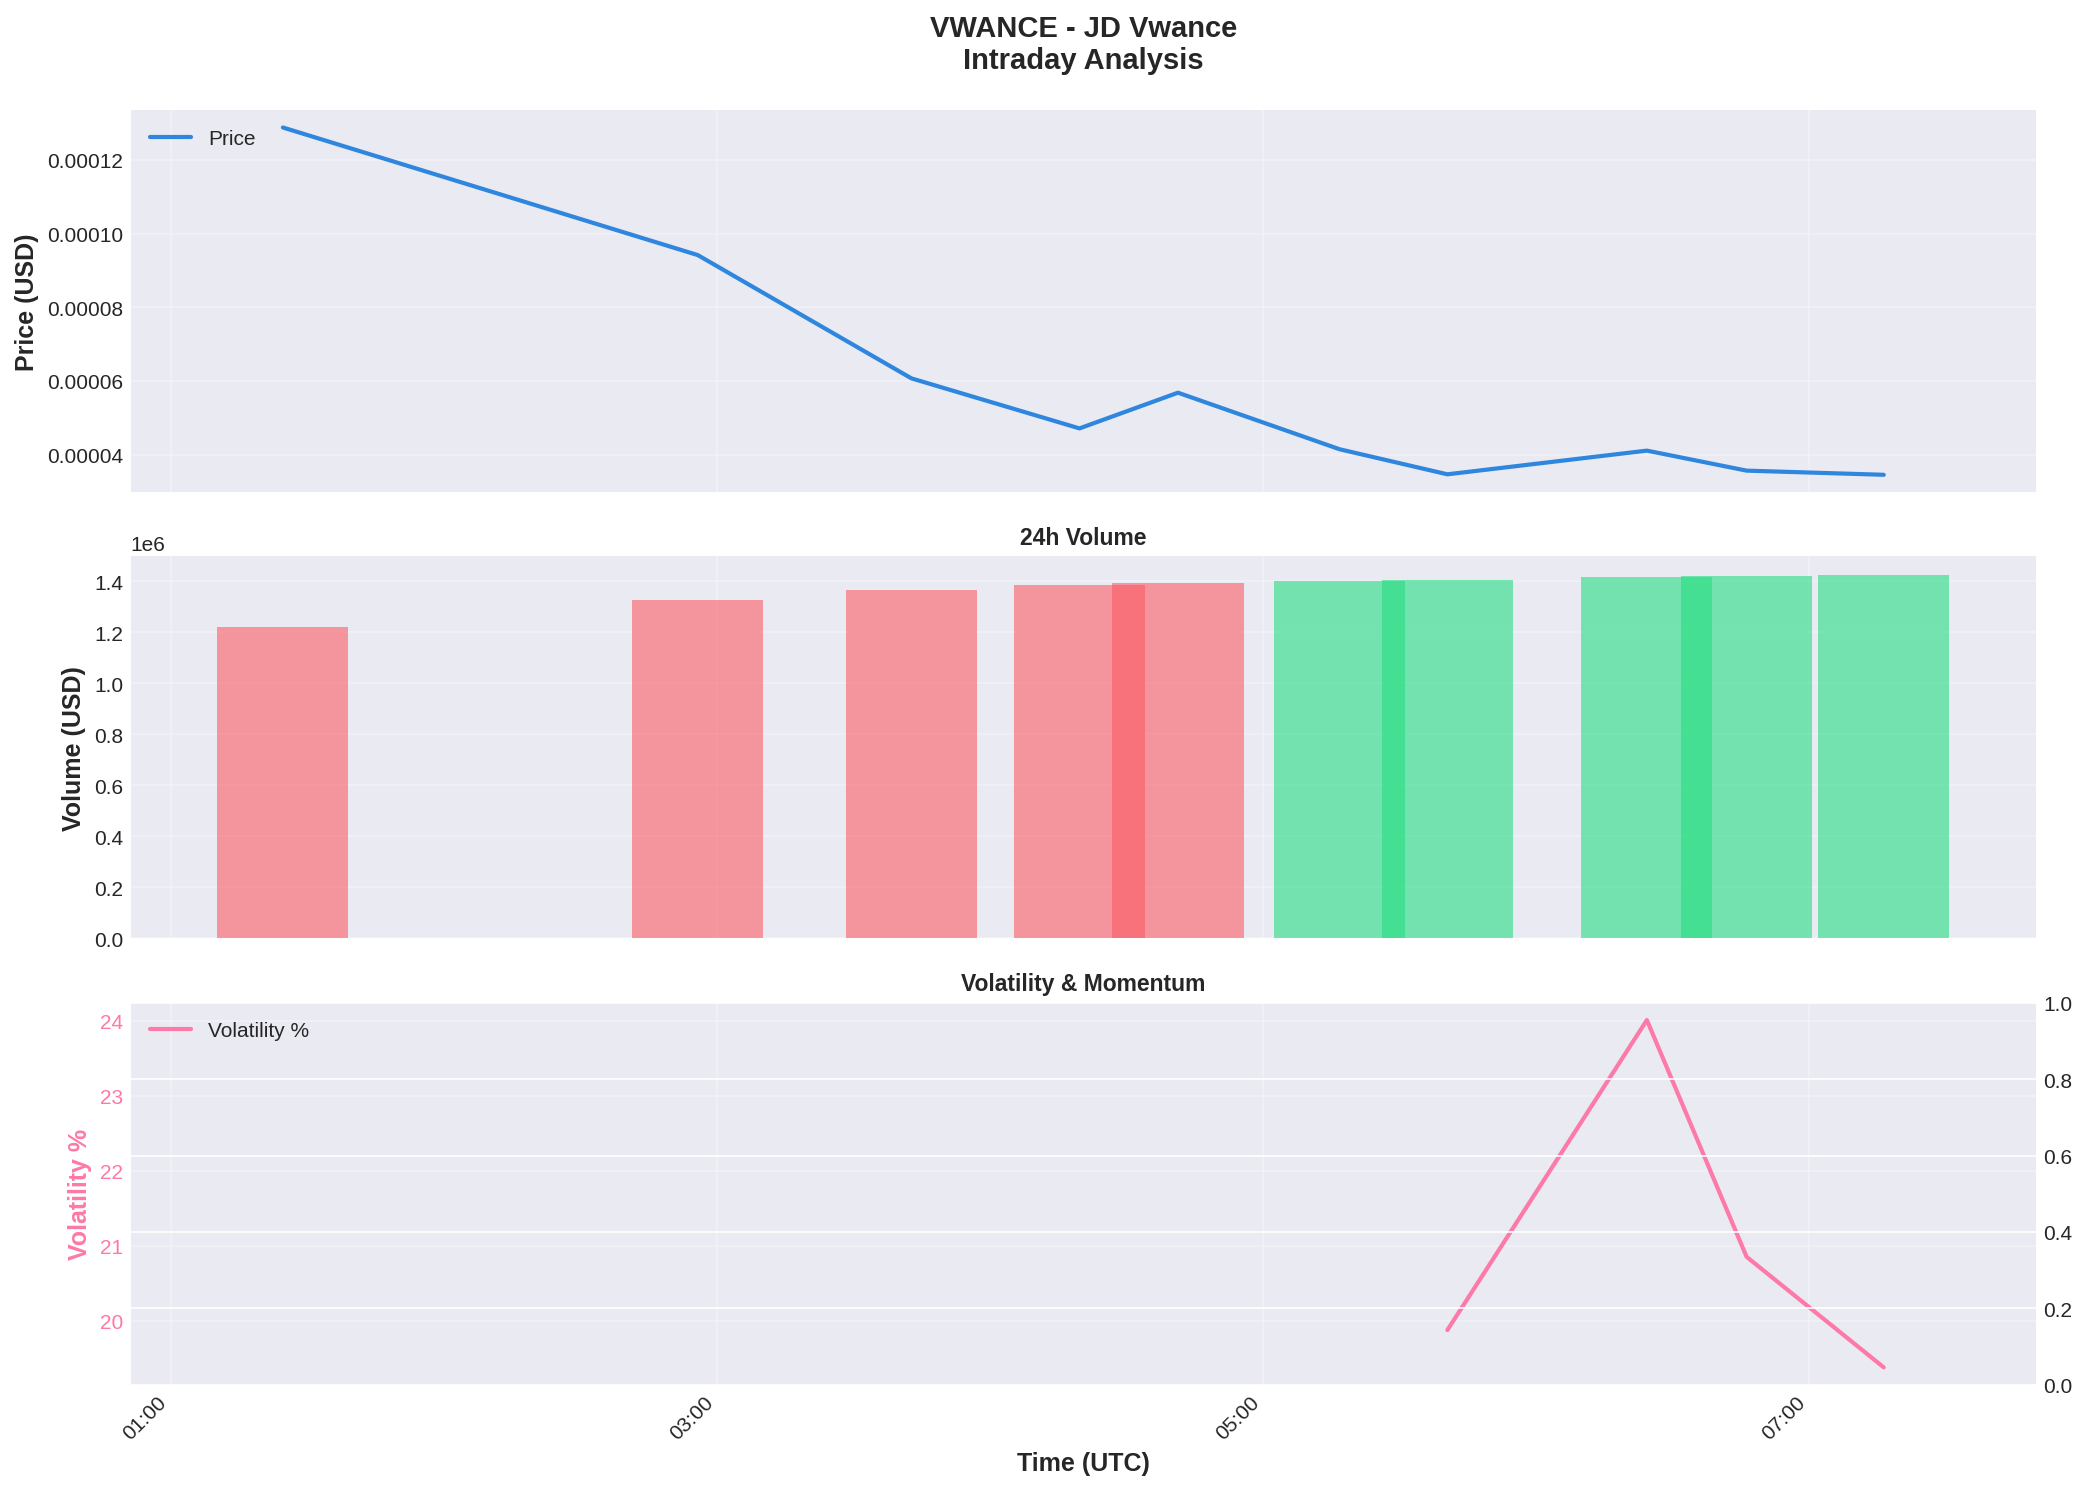 VWANCE - JD Vwance
Intraday Analysis
Price
0.00012
0.00010
0.00008
0.00006
0.00004
Price (USD)
24h Volume
1e6
1.4
1.2
1.0
0.8
0.6
0.4
0.2
0.0
Volume (USD)
Volatility & Momentum
Volatility %
24
23
22
21
20
Volatility %
1.0
0.8
0.6
0.4
0.2
0.0
01:00
03:00
05:00
07:00
Time (UTC)